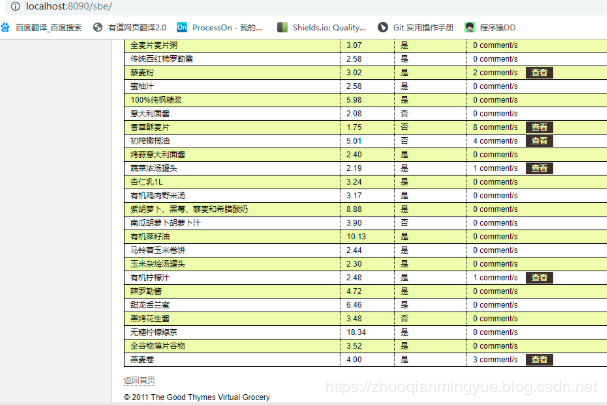 localhost:8090/sbe/
百度翻译_百度搜索 有道网页翻译2.0 On ProcessOn - 我的... Shields.io: Quality... Git 实用操作手册 程序猿DD
全麦片麦片粥 3.07 是 0 comment/s
传统西红柿罗勒酱 2.58 是 0 comment/s
藜麦粉 3.02 是 2 comment/s 查看
蜜柚汁 2.58 是 0 comment/s
100%纯枫糖浆 5.98 是 0 comment/s
意大利面酱 2.08 否 0 comment/s
香草酥麦片 1.75 否 8 comment/s 查看
初榨橄榄油 5.01 否 4 comment/s 查看
烤蒜意大利面酱 2.40 是 0 comment/s
蔬菜浓汤罐头 2.19 是 1 comment/s 查看
杏仁乳1L 3.24 是 0 comment/s
有机鸡肉野米汤 3.17 是 0 comment/s
紫胡萝卜、黑莓、藜麦和希腊酸奶 8.88 是 0 comment/s
南瓜胡萝卜胡萝卜汁 3.90 否 0 comment/s
有机菜籽油 10.13 是 0 comment/s
马铃薯玉米卷饼 2.44 是 0 comment/s
玉米杂烩汤罐头 2.30 是 0 comment/s
有机柠檬汁 2.48 是 1 comment/s 查看
辣罗勒酱 4.72 是 0 comment/s
甜龙舌兰蜜 6.46 是 0 comment/s
黑烤花生酱 3.48 否 0 comment/s
无糖柠檬绿茶 18.34 是 0 comment/s
全谷物薄片谷物 3.52 是 0 comment/s
燕麦卷 4.00 是 3 comment/s 查看
返回首页
https://zhuoqianmingyue.blog.csdn.net
© 2011 The Good Thymes Virtual Grocery